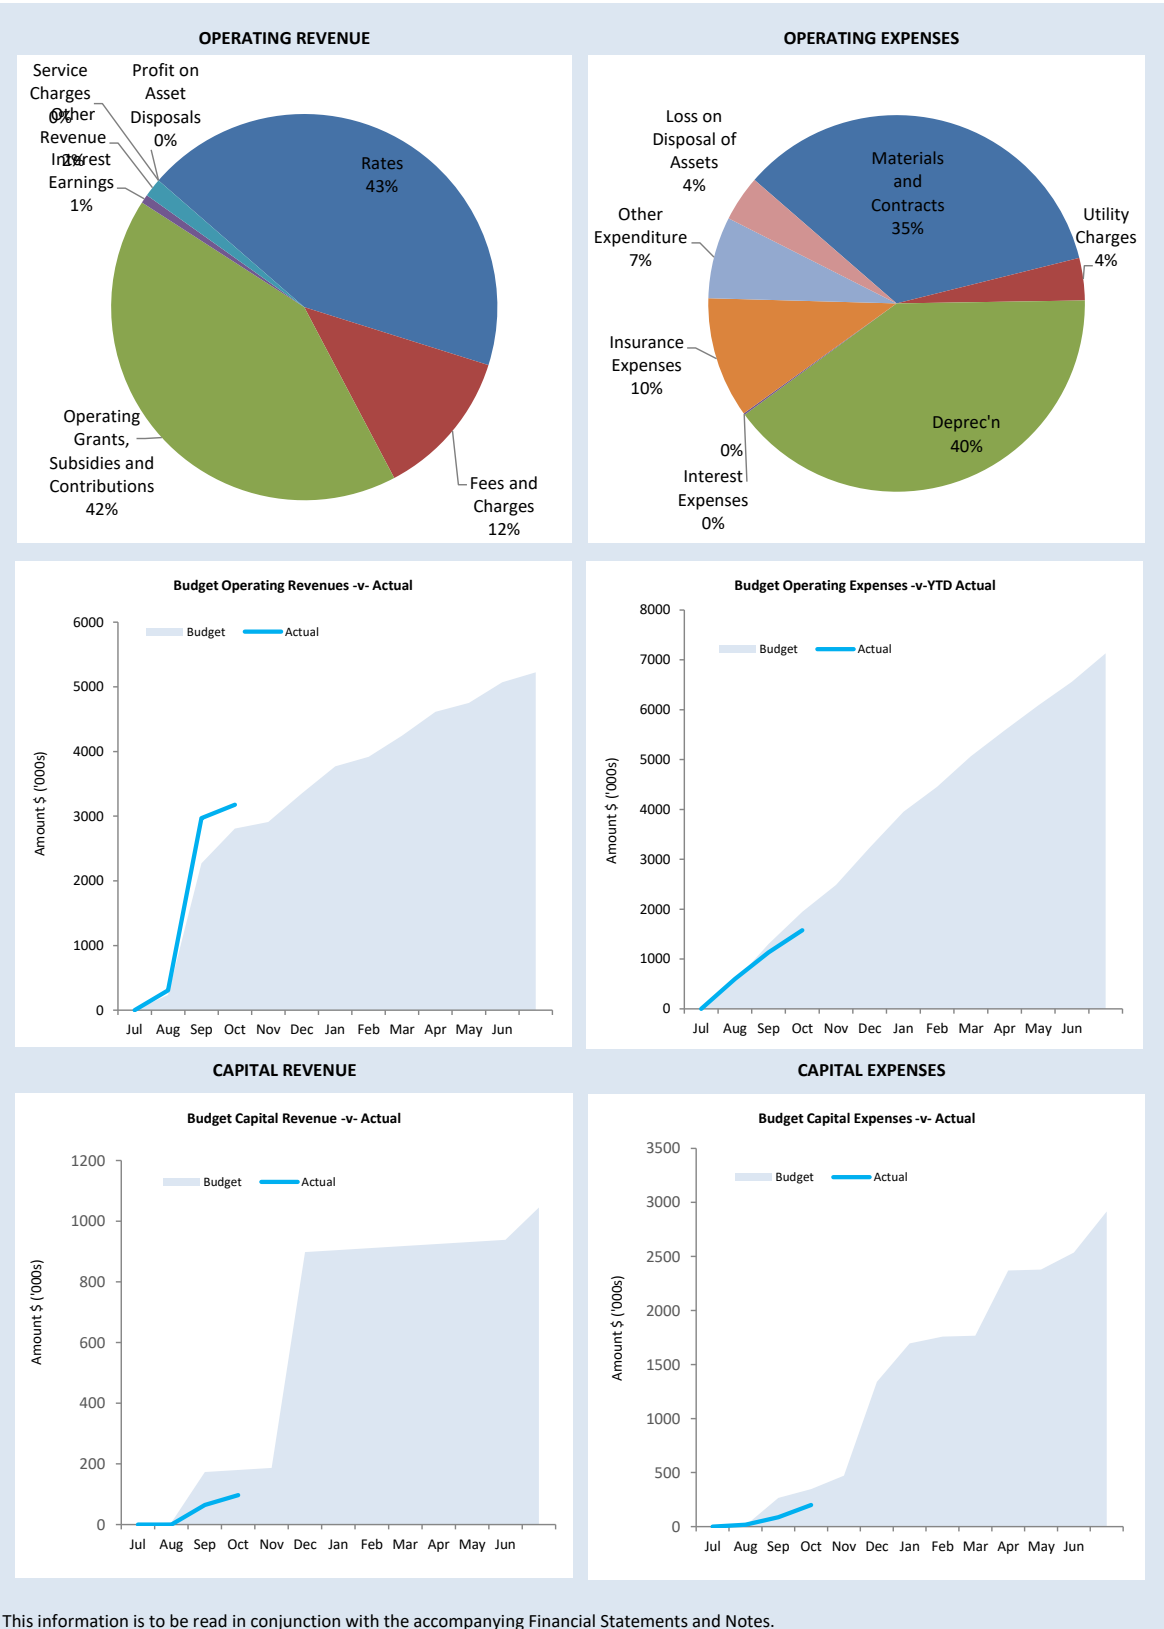 OPERATING REVENUE
Service
Charges
0%
Other
Revenue
2%
Interest
Earnings
1%
Profit on
Asset
Disposals
0%
Rates
43%
Operating
Grants,
Subsidies and
Contributions
42%
Fees and
Charges
12%
OPERATING EXPENSES
Loss on
Disposal of
Assets
4%
Other
Expenditure
7%
Insurance
Expenses
10%
0%
Interest
Expenses
0%
Materials
and
Contracts
35%
Utility
Charges
4%
Deprec'n
40%
Budget Operating Revenues -v- Actual
Budget Actual
Amount $ ('000s)
6000
5000
4000
3000
2000
1000
0
Jul Aug Sep Oct Nov Dec Jan Feb Mar Apr May Jun
Budget Operating Expenses -v-YTD Actual
Budget Actual
Amount $ ('000s)
8000
7000
6000
5000
4000
3000
2000
1000
0
Jul Aug Sep Oct Nov Dec Jan Feb Mar Apr May Jun
CAPITAL REVENUE
Budget Capital Revenue -v- Actual
Budget Actual
Amount $ ('000s)
1200
1000
800
600
400
200
0
Jul Aug Sep Oct Nov Dec Jan Feb Mar Apr May Jun
CAPITAL EXPENSES
Budget Capital Expenses -v- Actual
Budget Actual
Amount $ ('000s)
3500
3000
2500
2000
1500
1000
500
0
Jul Aug Sep Oct Nov Dec Jan Feb Mar Apr May Jun
This information is to be read in conjunction with the accompanying Financial Statements and Notes.